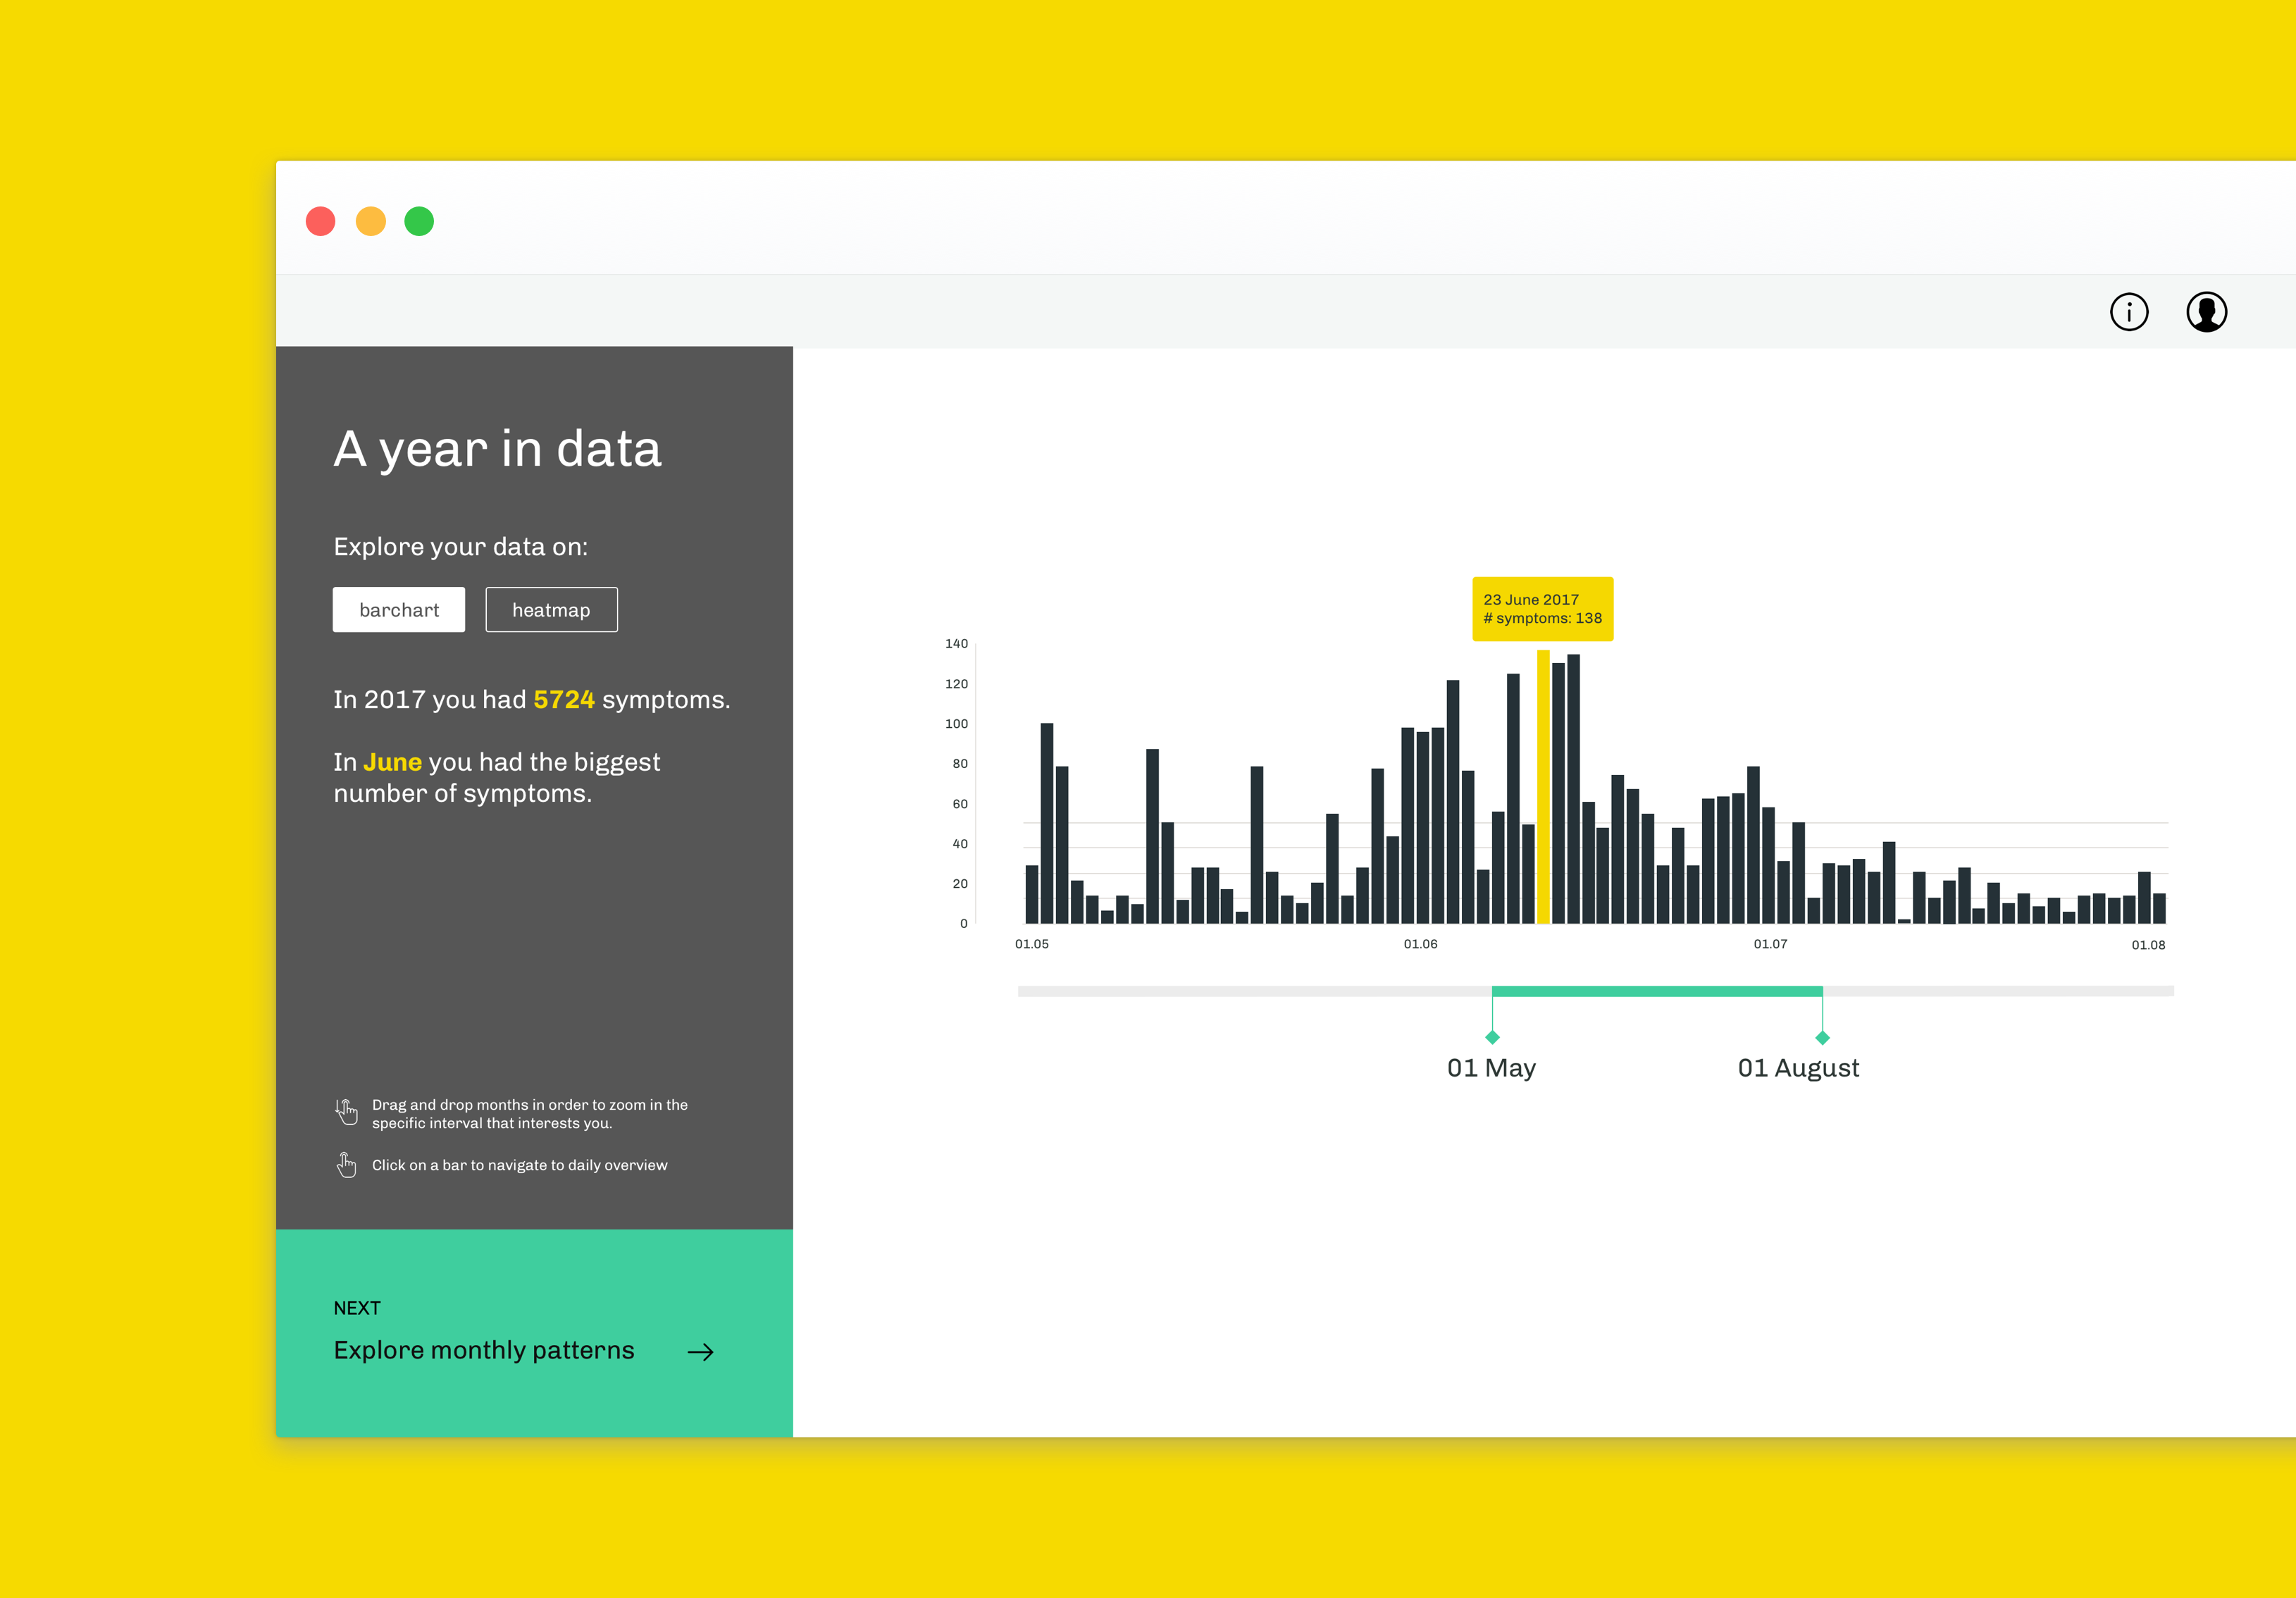 A year in data
Explore your data on:
barchart
heatmap
In 2017 you had 5724 symptoms.
In June you had the biggest
number of symptoms.
Drag and drop months in order to zoom in the
specific interval that interests you.
Click on a bar to navigate to daily overview
NEXT
Explore monthly patterns
23 June 2017
# symptoms: 138
140
120
100
80
60
40
20
0
01.05
01.06
01.07
01.08
01 May
01 August